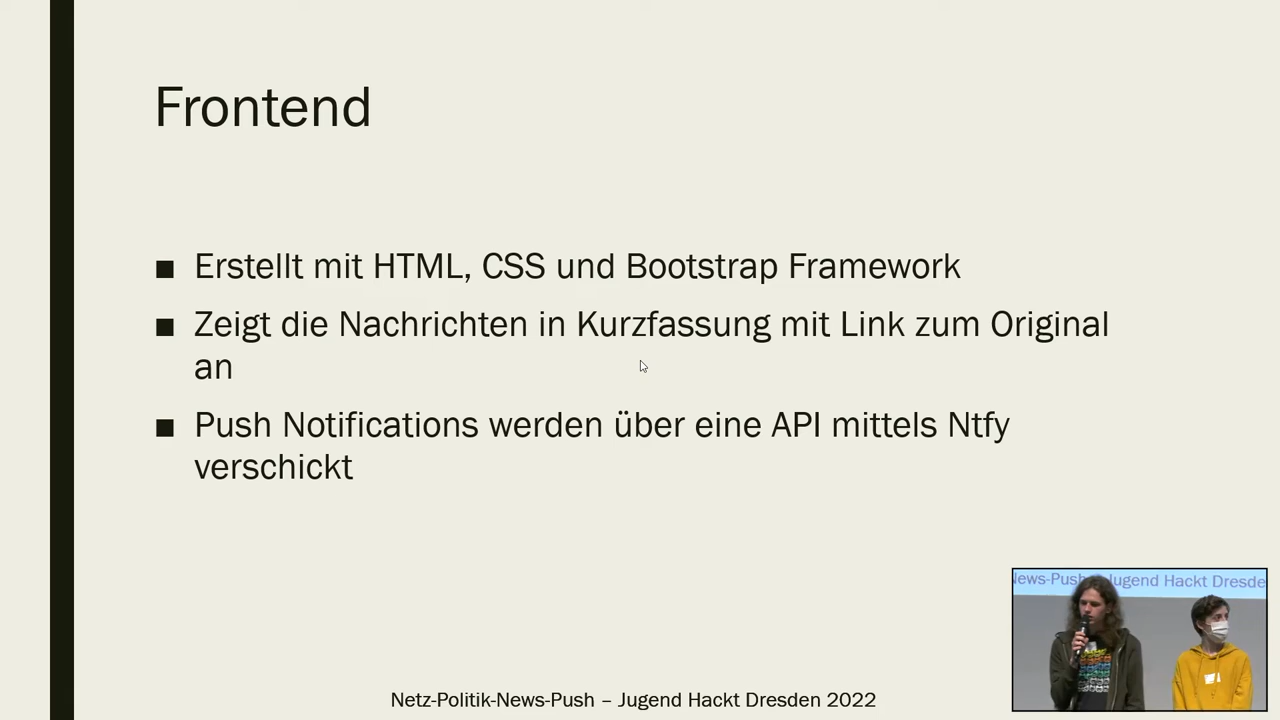 Frontend
■ Erstellt mit HTML, CSS und Bootstrap Framework
■ Zeigt die Nachrichten in Kurzfassung mit Link zum Original
an
■ Push Notifications werden über eine API mittels Ntfy
verschickt
News-Push Jugend Hackt Dresde
Netz-Politik-News-Push – Jugend Hackt Dresden 2022